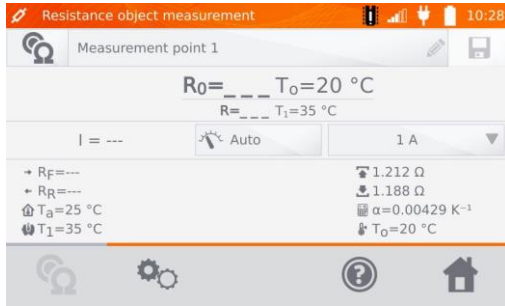 Resistance object measurement 10:28
Measurement point 1
R₀=_ _ _ T₀=20 °C
R=_ _ _ T₁=35 °C
I = --- Auto 1 A
→ RF=--- 1.212 Ω
← RR=--- 1.188 Ω
Ta=25 °C α=0.00429 K⁻¹
T1=35 °C T₀=20 °C